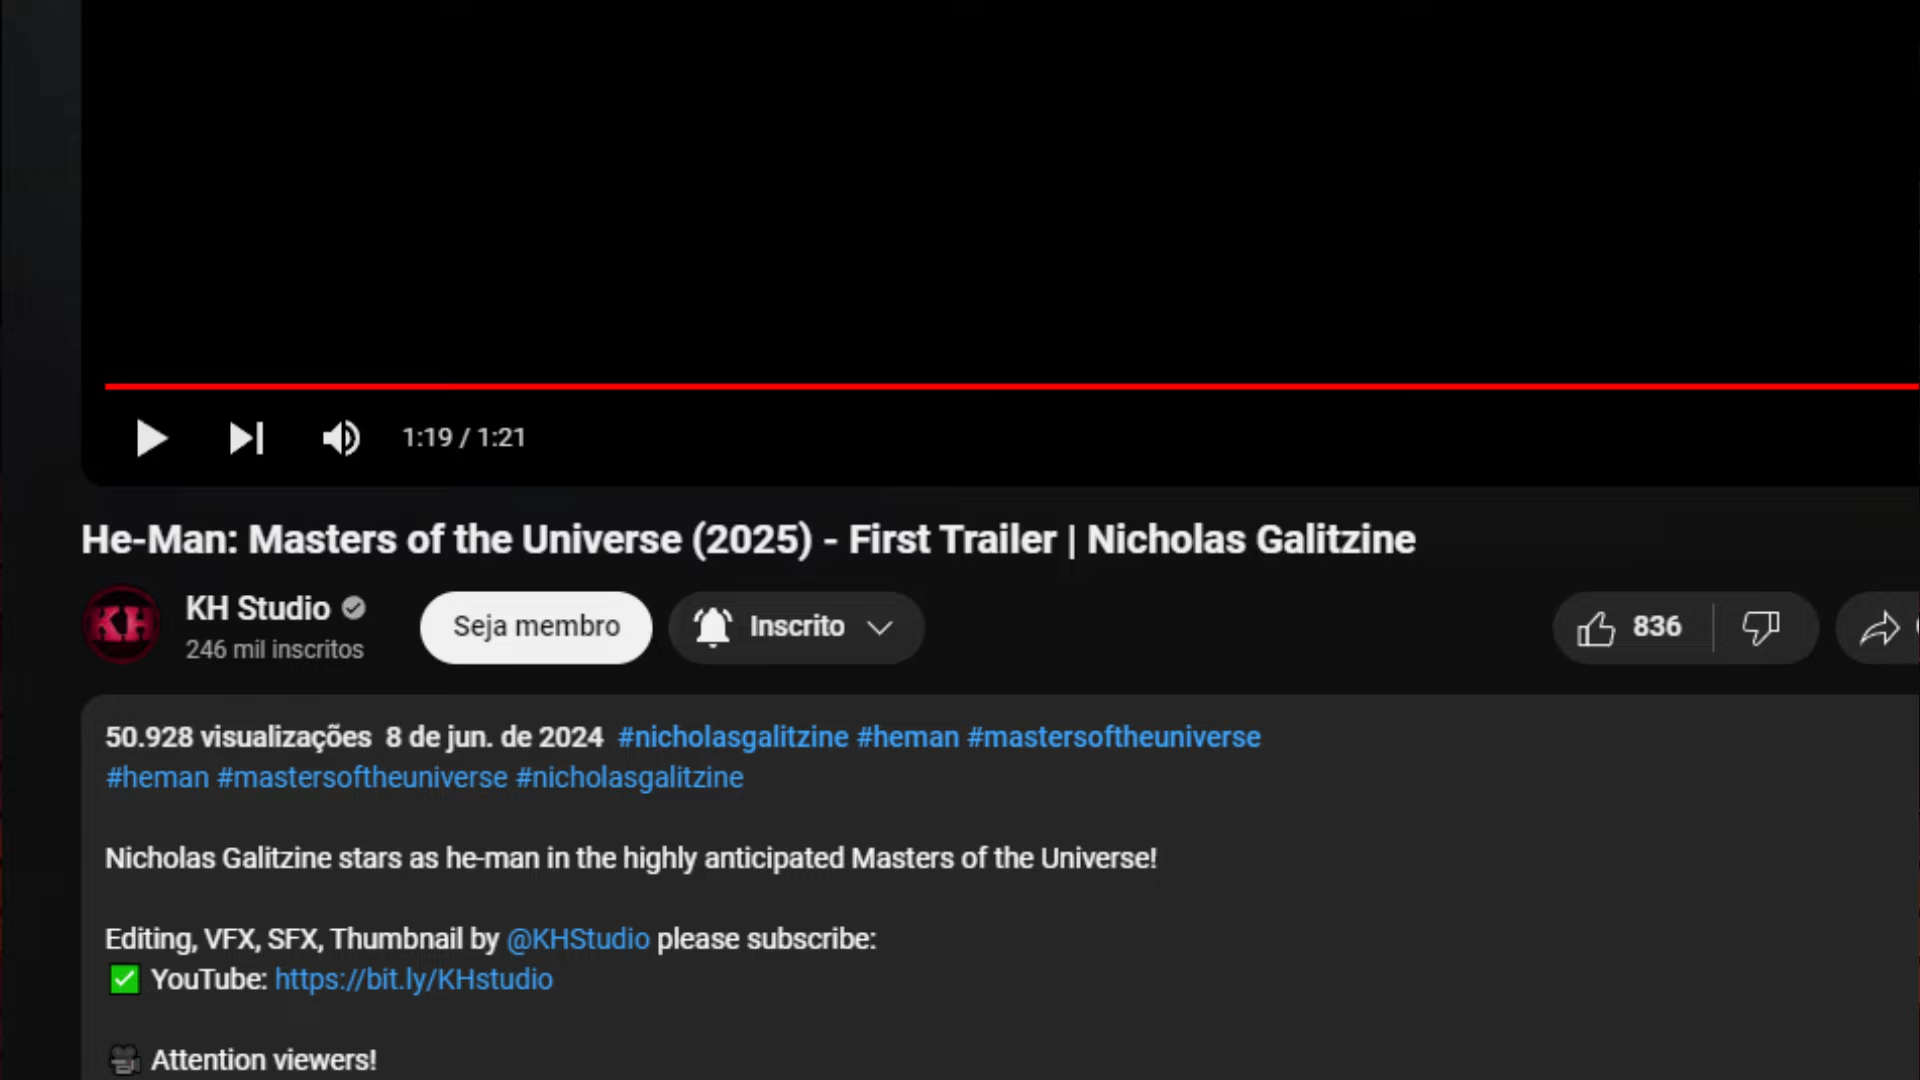 1:19 / 1:21
He-Man: Masters of the Universe (2025) - First Trailer | Nicholas Galitzine
KH
KH Studio
246 mil inscritos
Seja membro
Inscrito
836
50.928 visualizações 8 de jun. de 2024 #nicholasgalitzine #heman #mastersoftheuniverse
#heman #mastersoftheuniverse #nicholasgalitzine
Nicholas Galitzine stars as he-man in the highly anticipated Masters of the Universe!
Editing, VFX, SFX, Thumbnail by @KHStudio please subscribe:
✅ YouTube: https://bit.ly/KHstudio
🎥 Attention viewers!